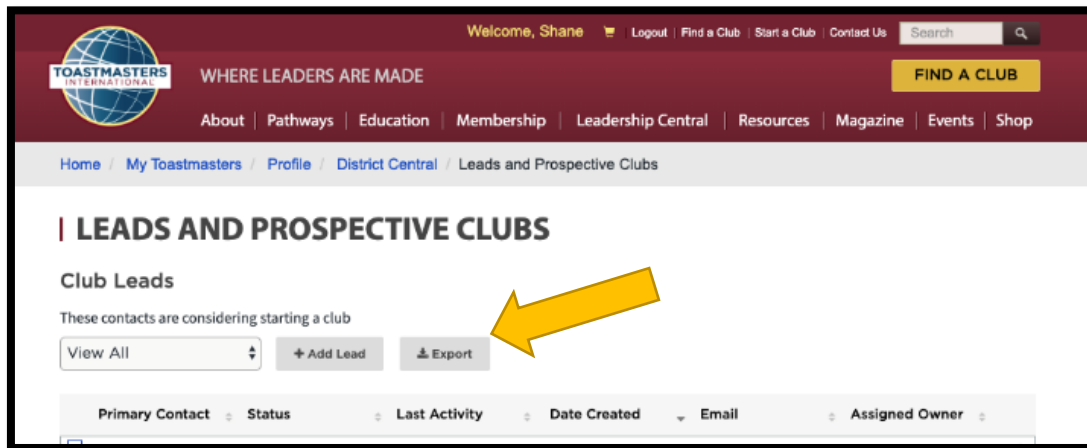 Welcome, Shane Logout | Find a Club | Start a Club | Contact Us Search
TOASTMASTERS
INTERNATIONAL
WHERE LEADERS ARE MADE
FIND A CLUB
About | Pathways | Education | Membership | Leadership Central | Resources | Magazine | Events | Shop
Home / My Toastmasters / Profile / District Central / Leads and Prospective Clubs
LEADS AND PROSPECTIVE CLUBS
Club Leads
These contacts are considering starting a club
View All + Add Lead Export
Primary Contact Status Last Activity Date Created Email Assigned Owner